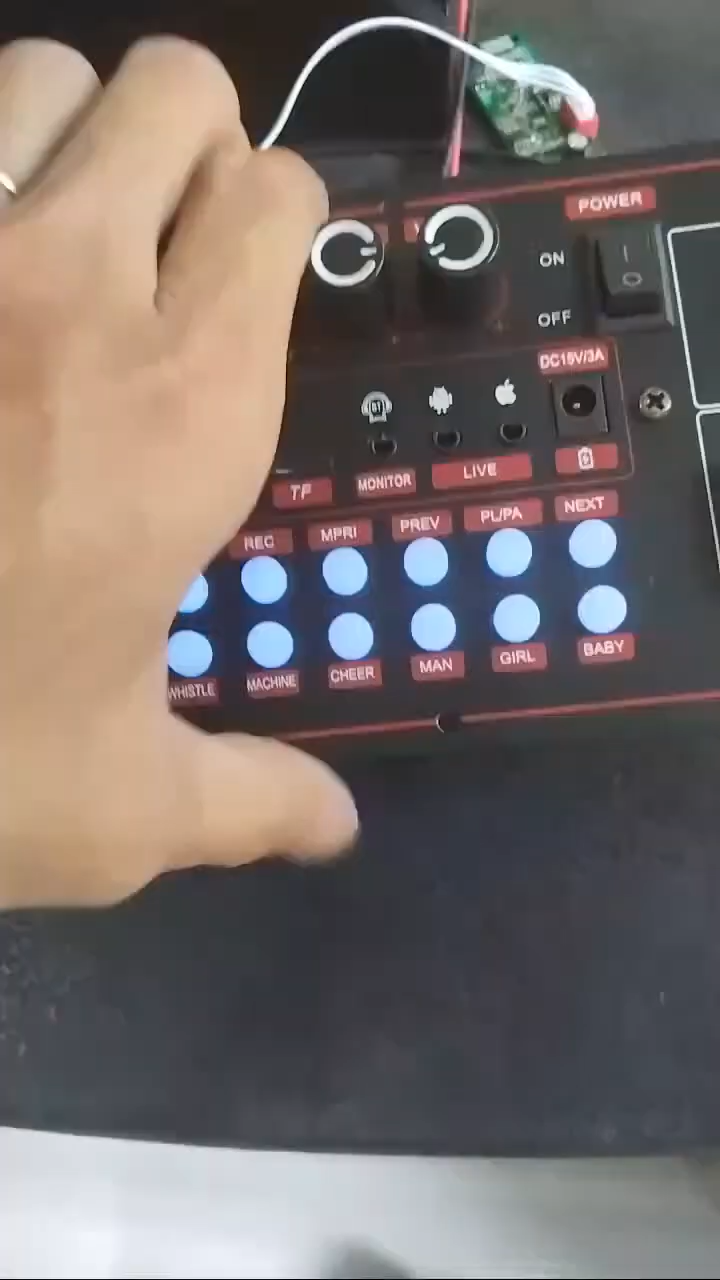 POWER
ON
OFF
DC15V/3A
TF
MONITOR
LIVE
REC
MPRI
PREV
PL/PA
NEXT
WHISTLE
MACHINE
CHEER
MAN
GIRL
BABY